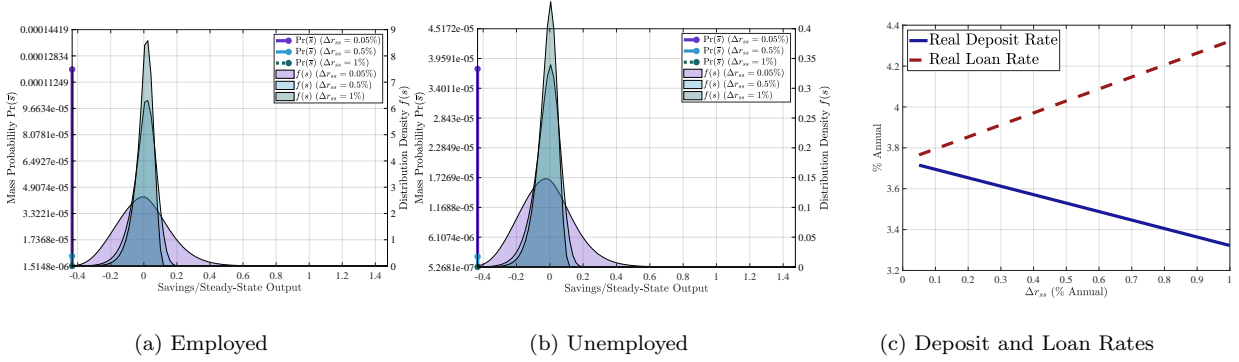 0.00014419
0.00012834
0.00011249
9.6634e-05
8.0781e-05
6.4927e-05
4.9074e-05
3.3221e-05
1.7368e-05
1.5148e-06
Mass Probability Pr(s̅)
9
8
7
6
5
4
3
2
1
0
Distribution Density f(s)
Pr(s̅) (Δr_ss = 0.05%)
Pr(s̅) (Δr_ss = 0.5%)
Pr(s̅) (Δr_ss = 1%)
f(s) (Δr_ss = 0.05%)
f(s) (Δr_ss = 0.5%)
f(s) (Δr_ss = 1%)
-0.4 -0.2 0 0.2 0.4 0.6 0.8 1 1.2 1.4
Savings/Steady-State Output
(a) Employed
4.5172e-05
3.9591e-05
3.4011e-05
2.843e-05
2.2849e-05
1.7269e-05
1.1688e-05
6.1074e-06
5.2681e-07
Mass Probability Pr(s̅)
0.4
0.35
0.3
0.25
0.2
0.15
0.1
0.05
0
Distribution Density f(s)
Pr(s̅) (Δr_ss = 0.05%)
Pr(s̅) (Δr_ss = 0.5%)
Pr(s̅) (Δr_ss = 1%)
f(s) (Δr_ss = 0.05%)
f(s) (Δr_ss = 0.5%)
f(s) (Δr_ss = 1%)
-0.4 -0.2 0 0.2 0.4 0.6 0.8 1 1.2 1.4
Savings/Steady-State Output
(b) Unemployed
4.4
4.2
4
3.8
3.6
3.4
3.2
% Annual
Real Deposit Rate
Real Loan Rate
0 0.1 0.2 0.3 0.4 0.5 0.6 0.7 0.8 0.9 1
Δr_ss (% Annual)
(c) Deposit and Loan Rates